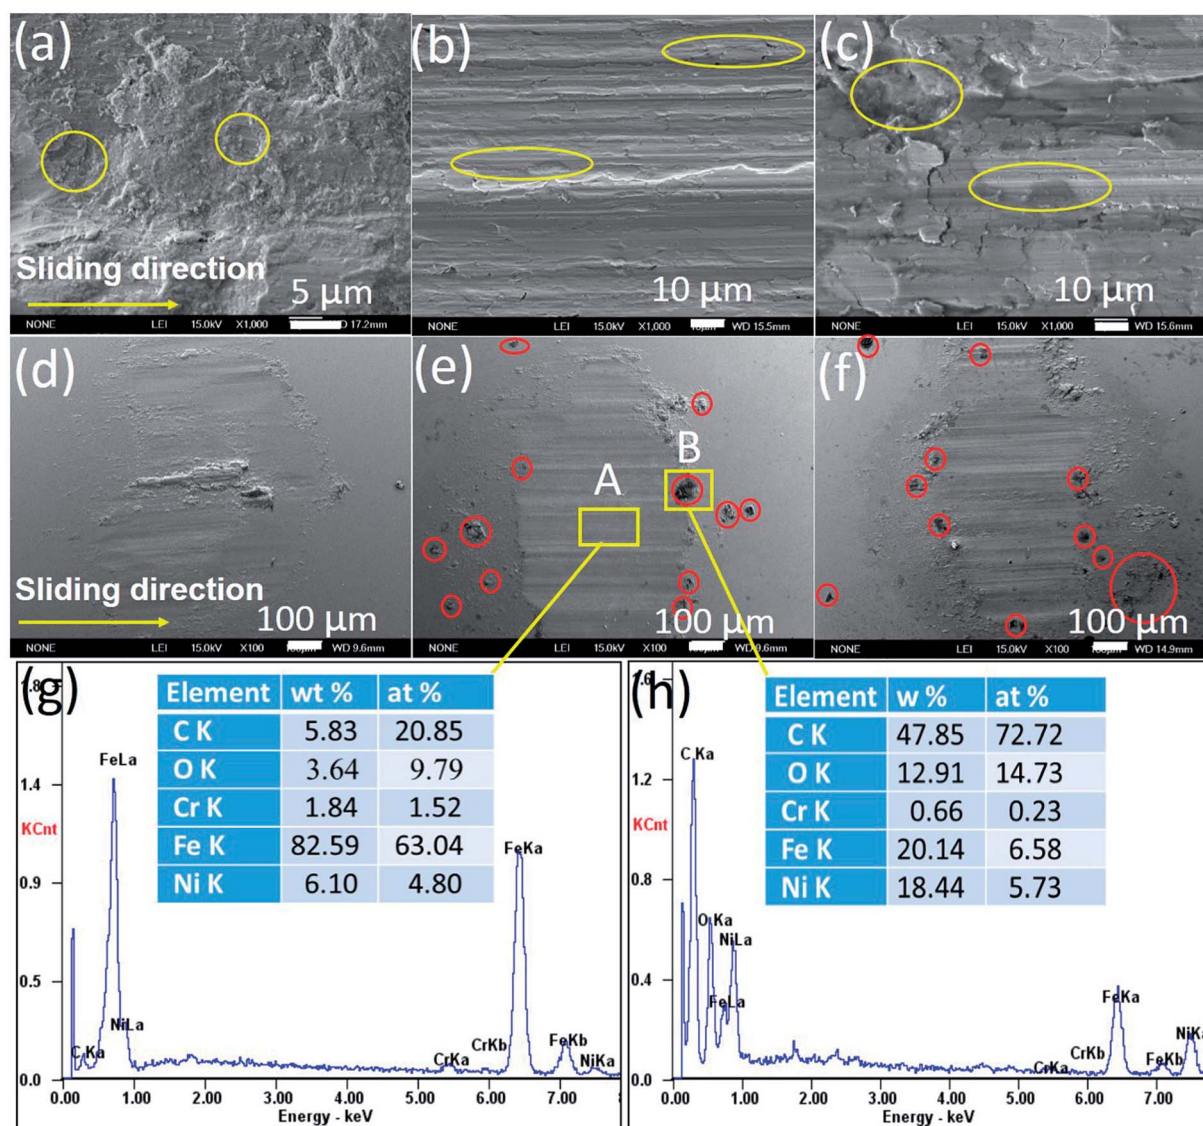 (a)
Sliding direction
5 μm
NONE LEI 15.0kV X1,000 D 17.2mm
(b)
10 μm
NONE LEI 15.0kV X1,000 WD 15.5mm
(c)
10 μm
NONE LEI 15.0kV X1,000 WD 15.6mm
(d)
Sliding direction
100 μm
NONE LEI 15.0kV X100 WD 9.6mm
(e)
A
B
100 μm
NONE LEI 15.0kV X100 9.6mm
(f)
100 μm
NONE LEI 15.0kV X100 WD 14.9mm
(g)
Element wt % at %
C K 5.83 20.85
O K 3.64 9.79
Cr K 1.84 1.52
Fe K 82.59 63.04
Ni K 6.10 4.80
1.8
1.4
KCnt
0.9
0.5
0.0
FeLa
NiLa
C Ka
CrKa
CrKb
FeKa
FeKb
NiKa
0.00 1.00 2.00 3.00 4.00 5.00 6.00 7.00
Energy - keV
(h)
Element w % at %
C K 47.85 72.72
O K 12.91 14.73
Cr K 0.66 0.23
Fe K 20.14 6.58
Ni K 18.44 5.73
1.6
1.2
KCnt
0.8
0.4
0.0
C Ka
O Ka
NiLa
FeLa
CrKa
CrKb
FeKa
FeKb
NiKa
0.00 1.00 2.00 3.00 4.00 5.00 6.00 7.00
Energy - keV